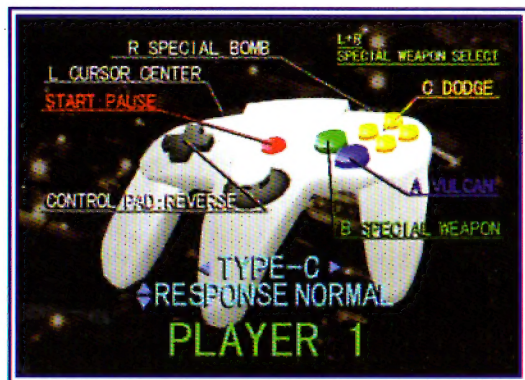 R SPECIAL BOMB
L+B
SPECIAL WEAPON SELECT
L CURSOR CENTER
C DODGE
START:PAUSE
CONTROL PAD:REVERSE
A VULCAN
B SPECIAL WEAPON
TYPE-C
RESPONSE NORMAL
PLAYER 1